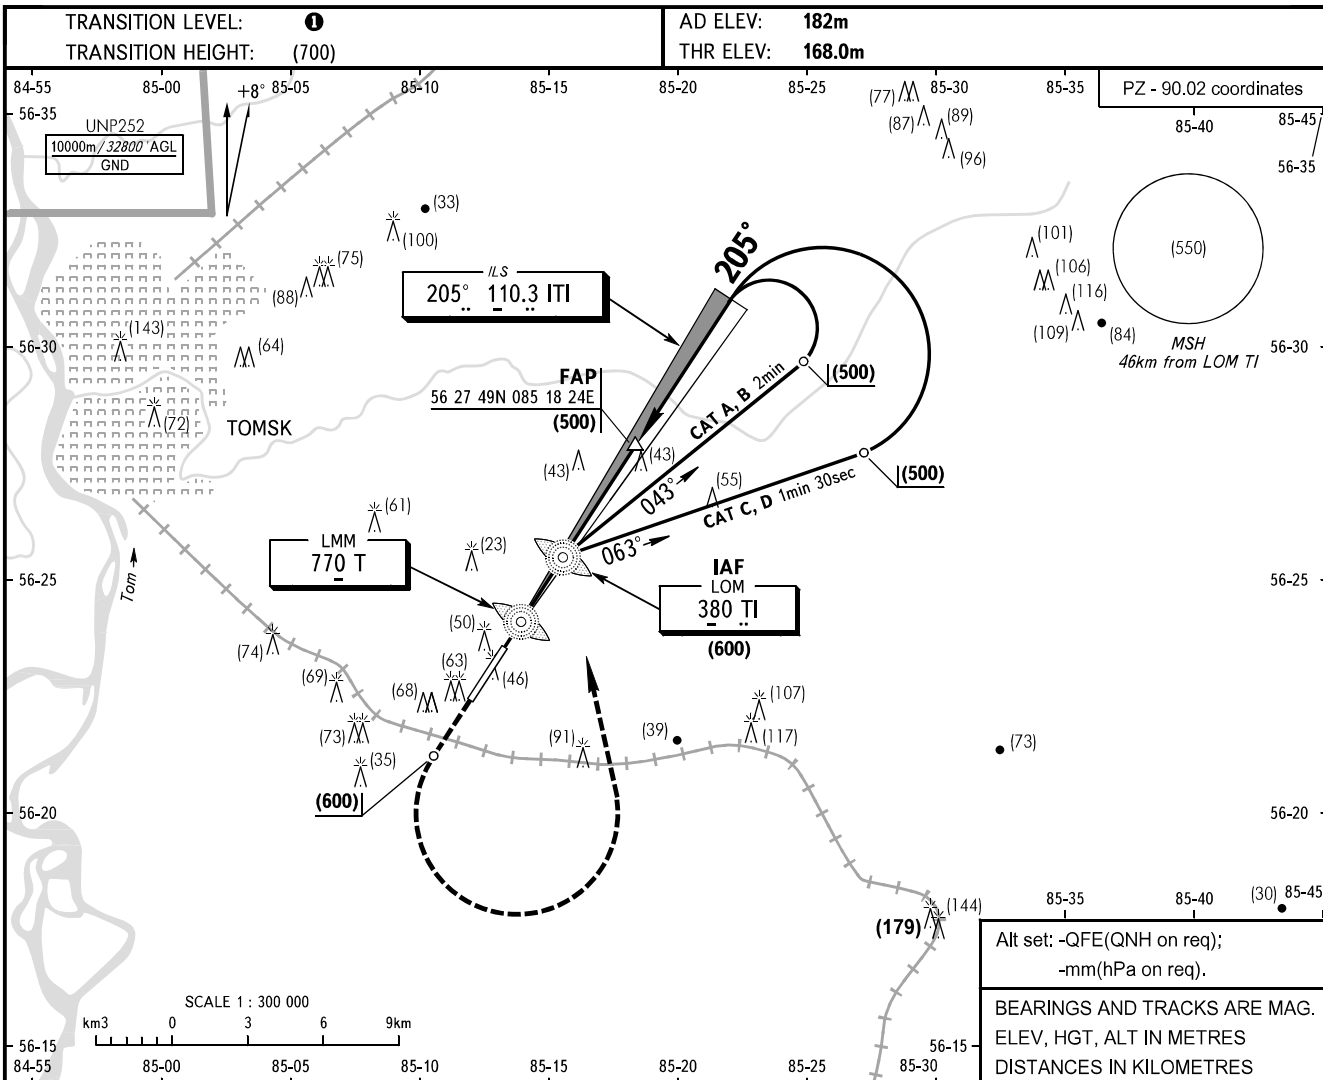 TRANSITION LEVEL: ❶
TRANSITION HEIGHT: (700)
AD ELEV: 182m
THR ELEV: 168.0m
84-55 85-00 85-05 85-10 85-15 85-20 85-25 85-30 85-35
PZ - 90.02 coordinates
85-40 85-45
56-35
56-35
+8°
UNP252
10000m/32800 AGL
GND
(77)
(87)
(89)
(96)
(33)
(100)
(75)
(88)
(143)
(64)
(72)
TOMSK
ILS
205° 110.3 ITI
205°
(101)
(106)
(116)
(109)
(84)
(550)
MSH
46km from LOM TI
56-30
56-30
FAP
56 27 49N 085 18 24E
(500)
(500)
(500)
CAT A, B 2min
043°
CAT C, D 1min 30sec
063°
(43)
(43)
(55)
(61)
(23)
LMM
770 T
IAF
LOM
380 TI
(600)
56-25
56-25
Tom
(50)
(74)
(69)
(63)
(46)
(68)
(73)
(35)
(91)
(39)
(107)
(117)
(73)
(600)
56-20
56-20
85-35 85-40 85-45
(30)
(144)
(179)
Alt set: -QFE(QNH on req);
-mm(hPa on req).
BEARINGS AND TRACKS ARE MAG.
ELEV, HGT, ALT IN METRES
DISTANCES IN KILOMETRES
SCALE 1 : 300 000
km3 0 3 6 9km
56-15
56-15
84-55 85-00 85-05 85-10 85-15 85-20 85-25 85-30